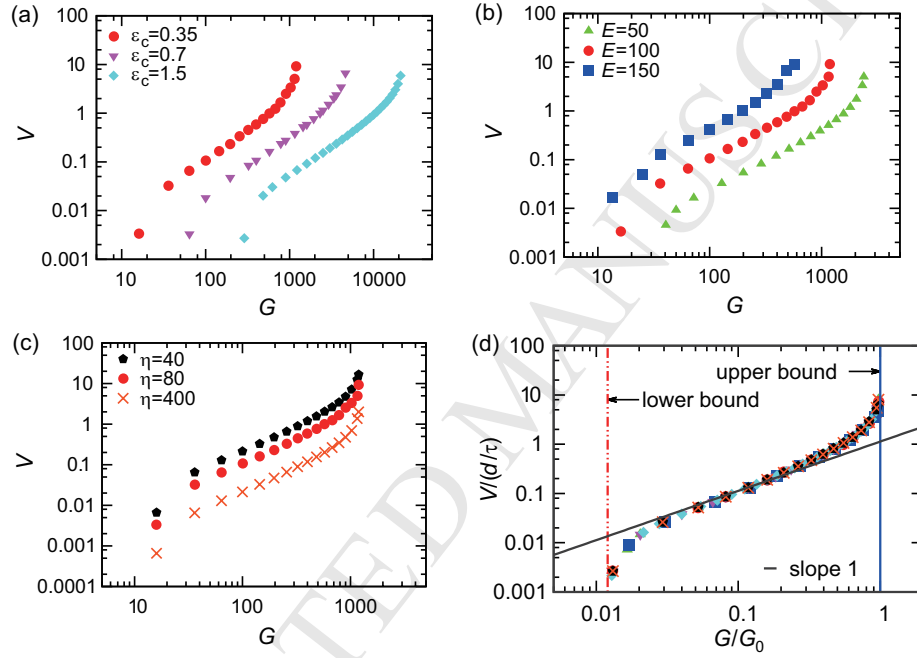 (a)
100
10
1
0.1
0.01
0.001
V
εc=0.35
εc=0.7
εc=1.5
10
100
1000
10000
G
(b)
100
10
1
0.1
0.01
0.001
V
E=50
E=100
E=150
10
100
1000
G
(c)
100
10
1
0.1
0.01
0.001
0.0001
V
η=40
η=80
η=400
10
100
1000
G
(d)
100
10
1
0.1
0.01
0.001
V/(d/τ)
upper bound
lower bound
slope 1
0.01
0.1
1
G/G0
TED MANUSCI